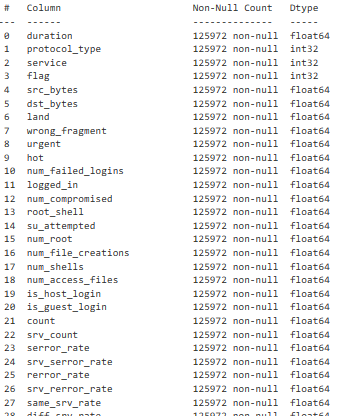 #   Column              Non-Null Count   Dtype
---  ------              --------------   -----
0   duration            125972 non-null  float64
1   protocol_type       125972 non-null  int32
2   service             125972 non-null  int32
3   flag                125972 non-null  int32
4   src_bytes           125972 non-null  float64
5   dst_bytes           125972 non-null  float64
6   land                125972 non-null  float64
7   wrong_fragment      125972 non-null  float64
8   urgent              125972 non-null  float64
9   hot                 125972 non-null  float64
10  num_failed_logins   125972 non-null  float64
11  logged_in           125972 non-null  float64
12  num_compromised     125972 non-null  float64
13  root_shell          125972 non-null  float64
14  su_attempted        125972 non-null  float64
15  num_root            125972 non-null  float64
16  num_file_creations  125972 non-null  float64
17  num_shells          125972 non-null  float64
18  num_access_files    125972 non-null  float64
19  is_host_login       125972 non-null  float64
20  is_guest_login      125972 non-null  float64
21  count               125972 non-null  float64
22  srv_count           125972 non-null  float64
23  serror_rate         125972 non-null  float64
24  srv_serror_rate     125972 non-null  float64
25  rerror_rate         125972 non-null  float64
26  srv_rerror_rate     125972 non-null  float64
27  same_srv_rate       125972 non-null  float64
28  diff_srv_rate       125972 non-null  float64